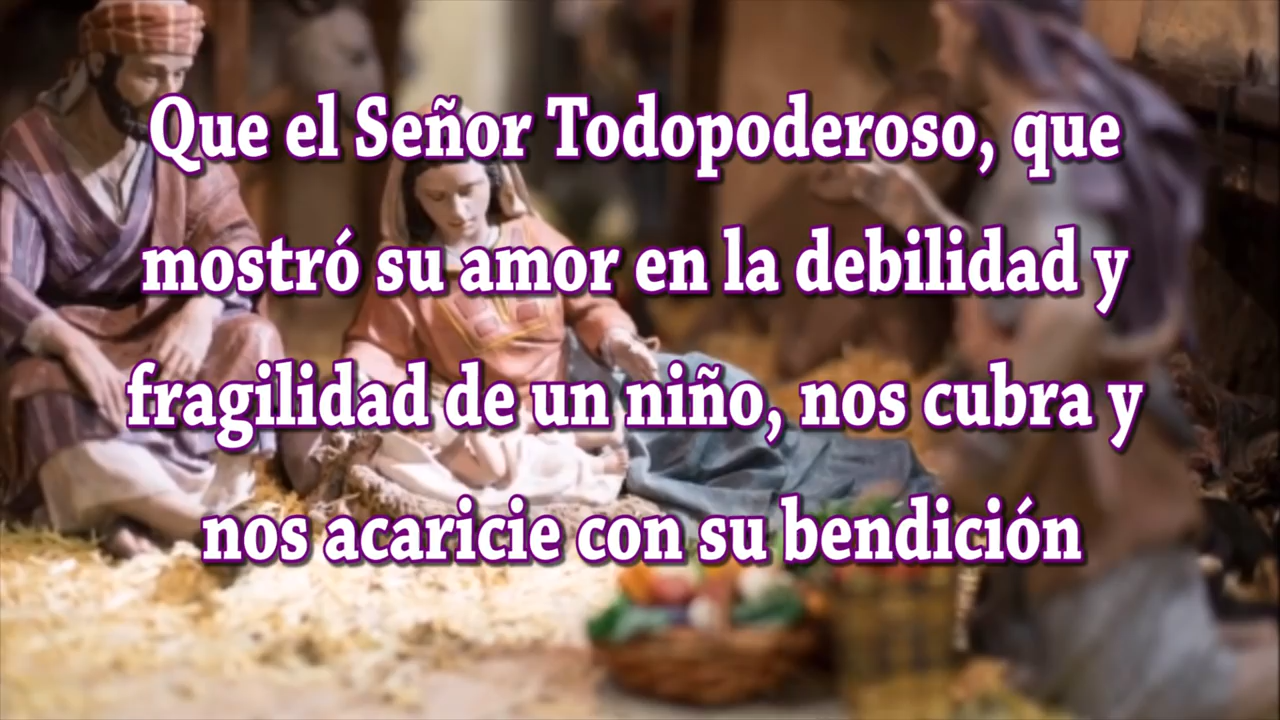 Que el Señor Todopoderoso, que
mostró su amor en la debilidad y
fragilidad de un niño, nos cubra y
nos acaricie con su bendición